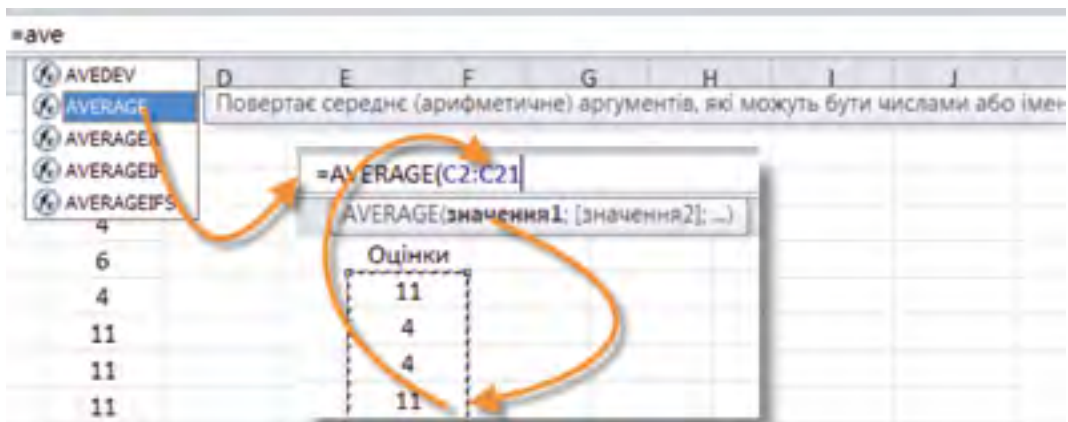 =ave
AVEDEV
D E F G H I J
AVERAGE
Повертає середнє (арифметичне) аргументів, які можуть бути числами або імен
AVERAGEA
AVERAGEIF
AVERAGEIFS
4
6
4
11
11
11
=AVERAGE(C2:C21
AVERAGE(значення1; [значення2]; ...)
Оцінки
11
4
4
11